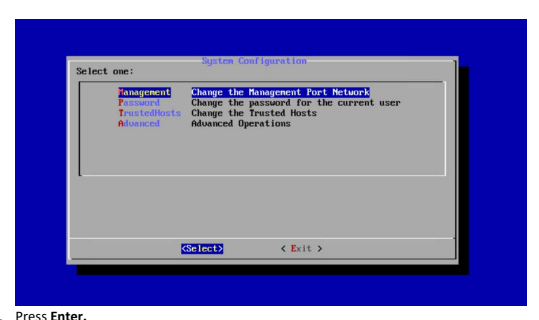 System Configuration
Select one:
Management Change the Management Port Network
Password Change the password for the current user
TrustedHosts Change the Trusted Hosts
Advanced Advanced Operations
<Select> < Exit >
. Press Enter.